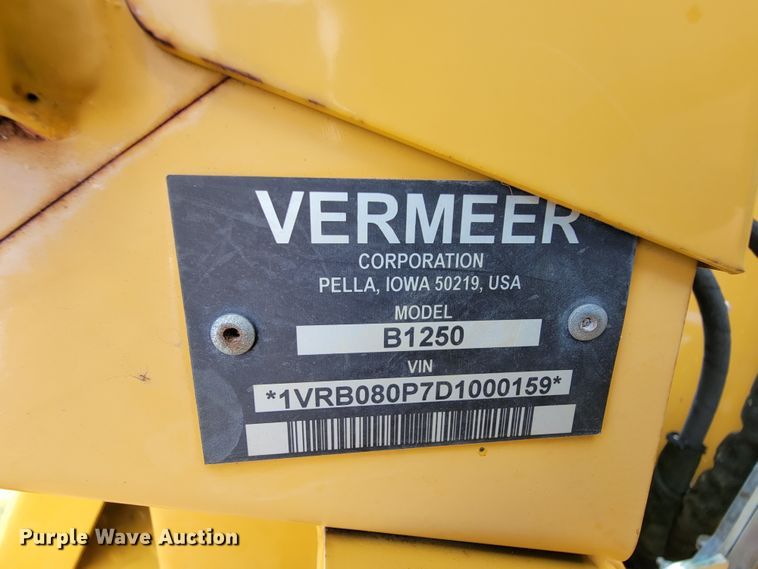 VERMEER
CORPORATION
PELLA, IOWA 50219, USA
MODEL
B1250
VIN
*1VRB080P7D1000159*
Purple Wave Auction